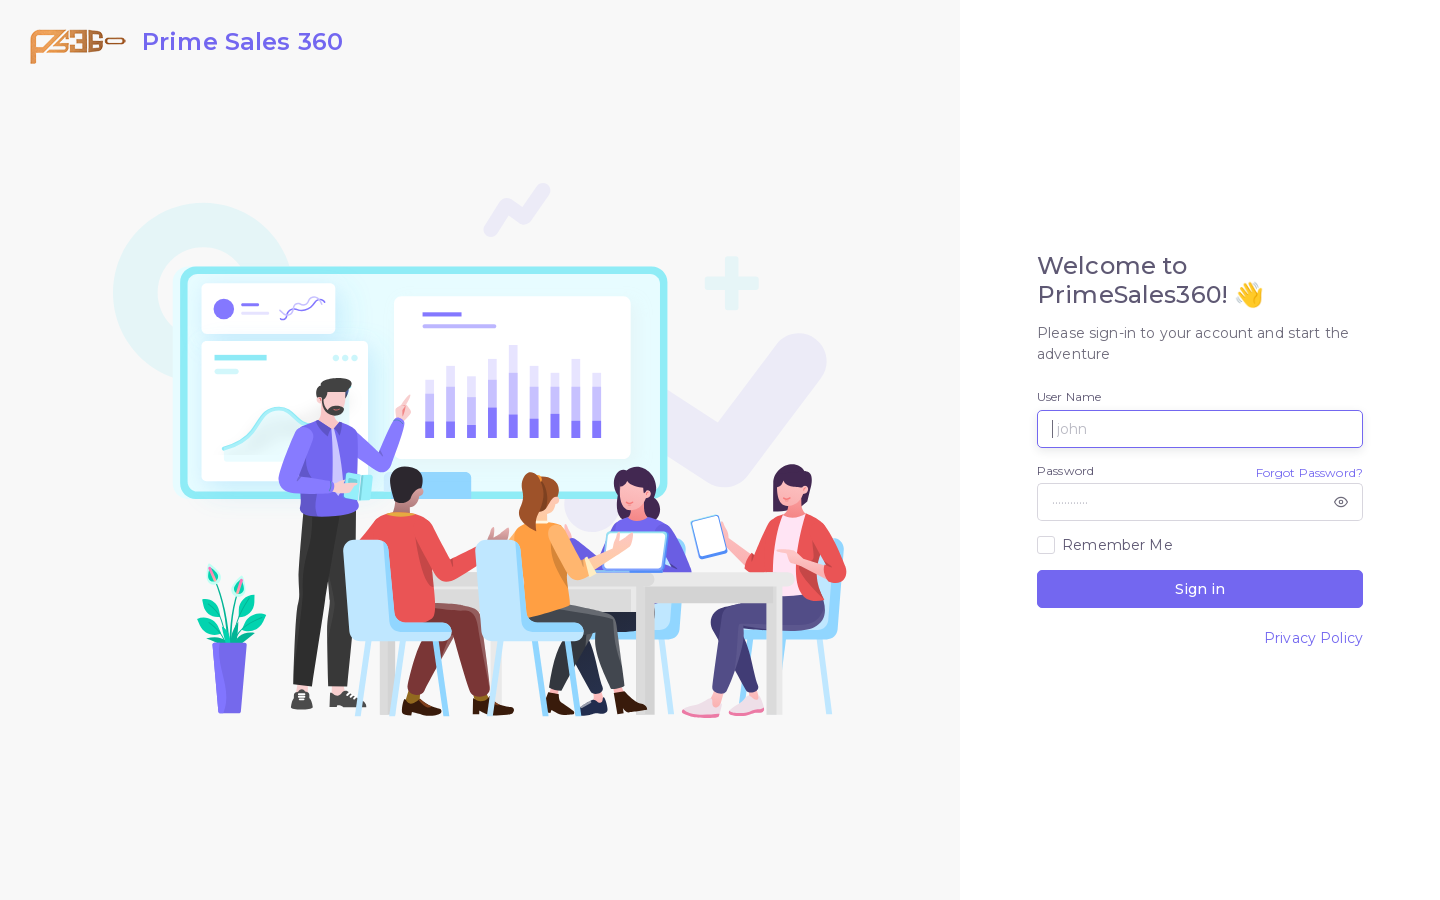 PS360
Prime Sales 360
Welcome to
PrimeSales360! 👋
Please sign-in to your account and start the
adventure
User Name
john
Password
Forgot Password?
············
Remember Me
Sign in
Privacy Policy